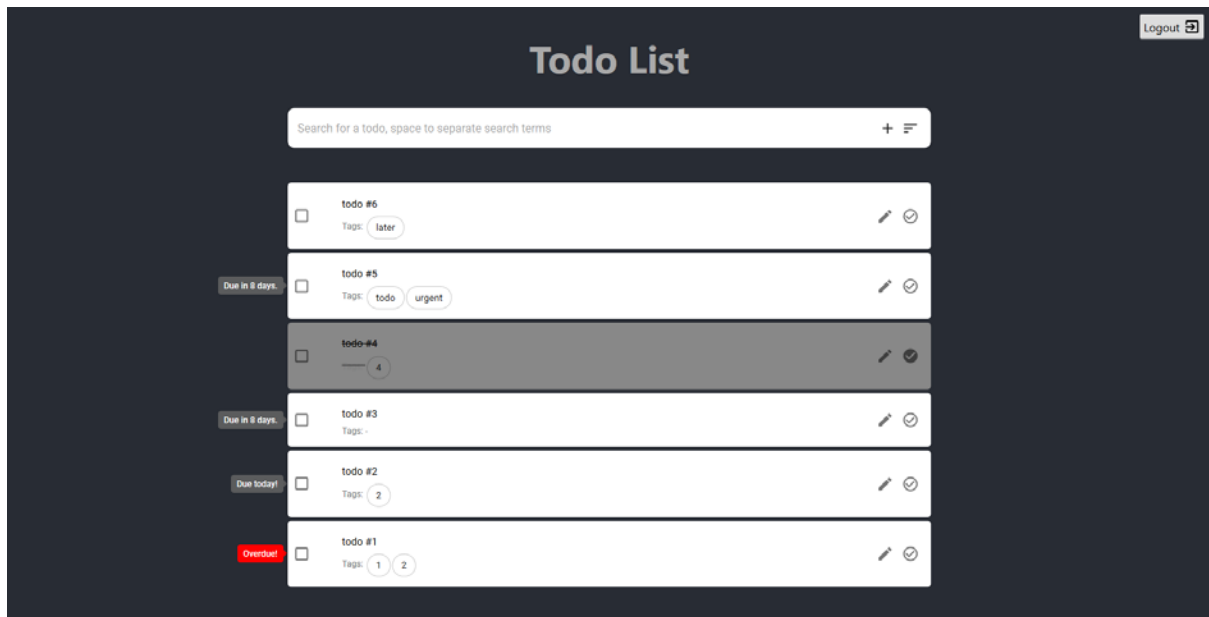 Logout
Todo List
Search for a todo, space to separate search terms
todo #6
Tags: later
Due in 8 days.
todo #5
Tags: todo urgent
todo #4
4
Due in 8 days.
todo #3
Tags: -
Due today!
todo #2
Tags: 2
Overdue!
todo #1
Tags: 1 2